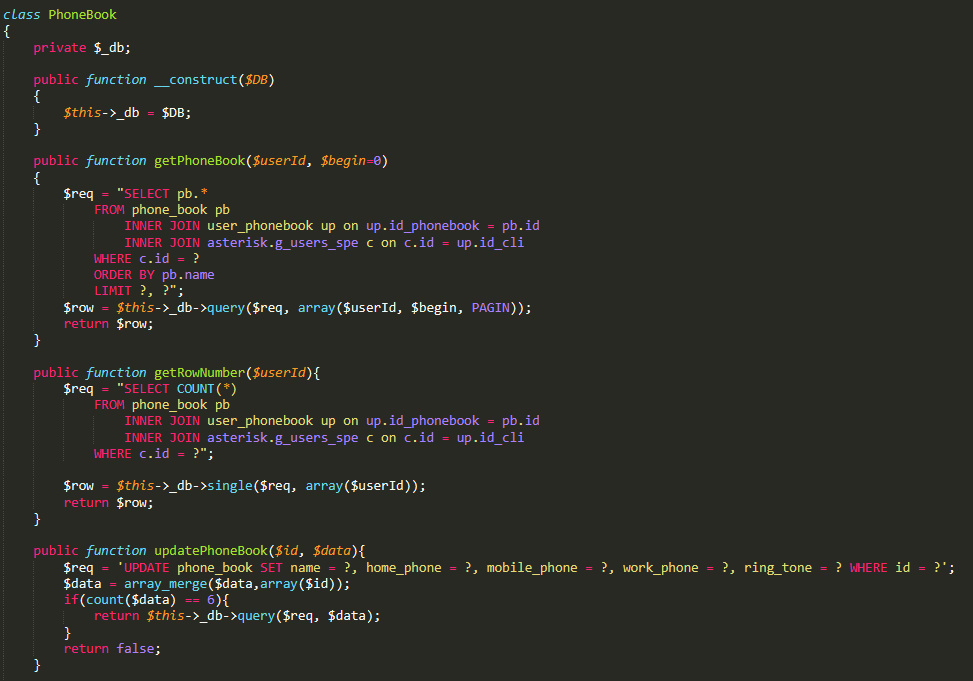 class PhoneBook
{
    private $_db;

    public function __construct($DB)
    {
        $this->_db = $DB;
    }

    public function getPhoneBook($userId, $begin=0)
    {
        $req = "SELECT pb.*
            FROM phone_book pb
                INNER JOIN user_phonebook up on up.id_phonebook = pb.id
                INNER JOIN asterisk.g_users_spe c on c.id = up.id_cli
            WHERE c.id = ?
            ORDER BY pb.name
            LIMIT ?, ?";
        $row = $this->_db->query($req, array($userId, $begin, PAGIN));
        return $row;
    }

    public function getRowNumber($userId){
        $req = "SELECT COUNT(*)
            FROM phone_book pb
                INNER JOIN user_phonebook up on up.id_phonebook = pb.id
                INNER JOIN asterisk.g_users_spe c on c.id = up.id_cli
            WHERE c.id = ?";

        $row = $this->_db->single($req, array($userId));
        return $row;
    }

    public function updatePhoneBook($id, $data){
        $req = 'UPDATE phone_book SET name = ?, home_phone = ?, mobile_phone = ?, work_phone = ?, ring_tone = ? WHERE id = ?';
        $data = array_merge($data,array($id));
        if(count($data) == 6){
            return $this->_db->query($req, $data);
        }
        return false;
    }